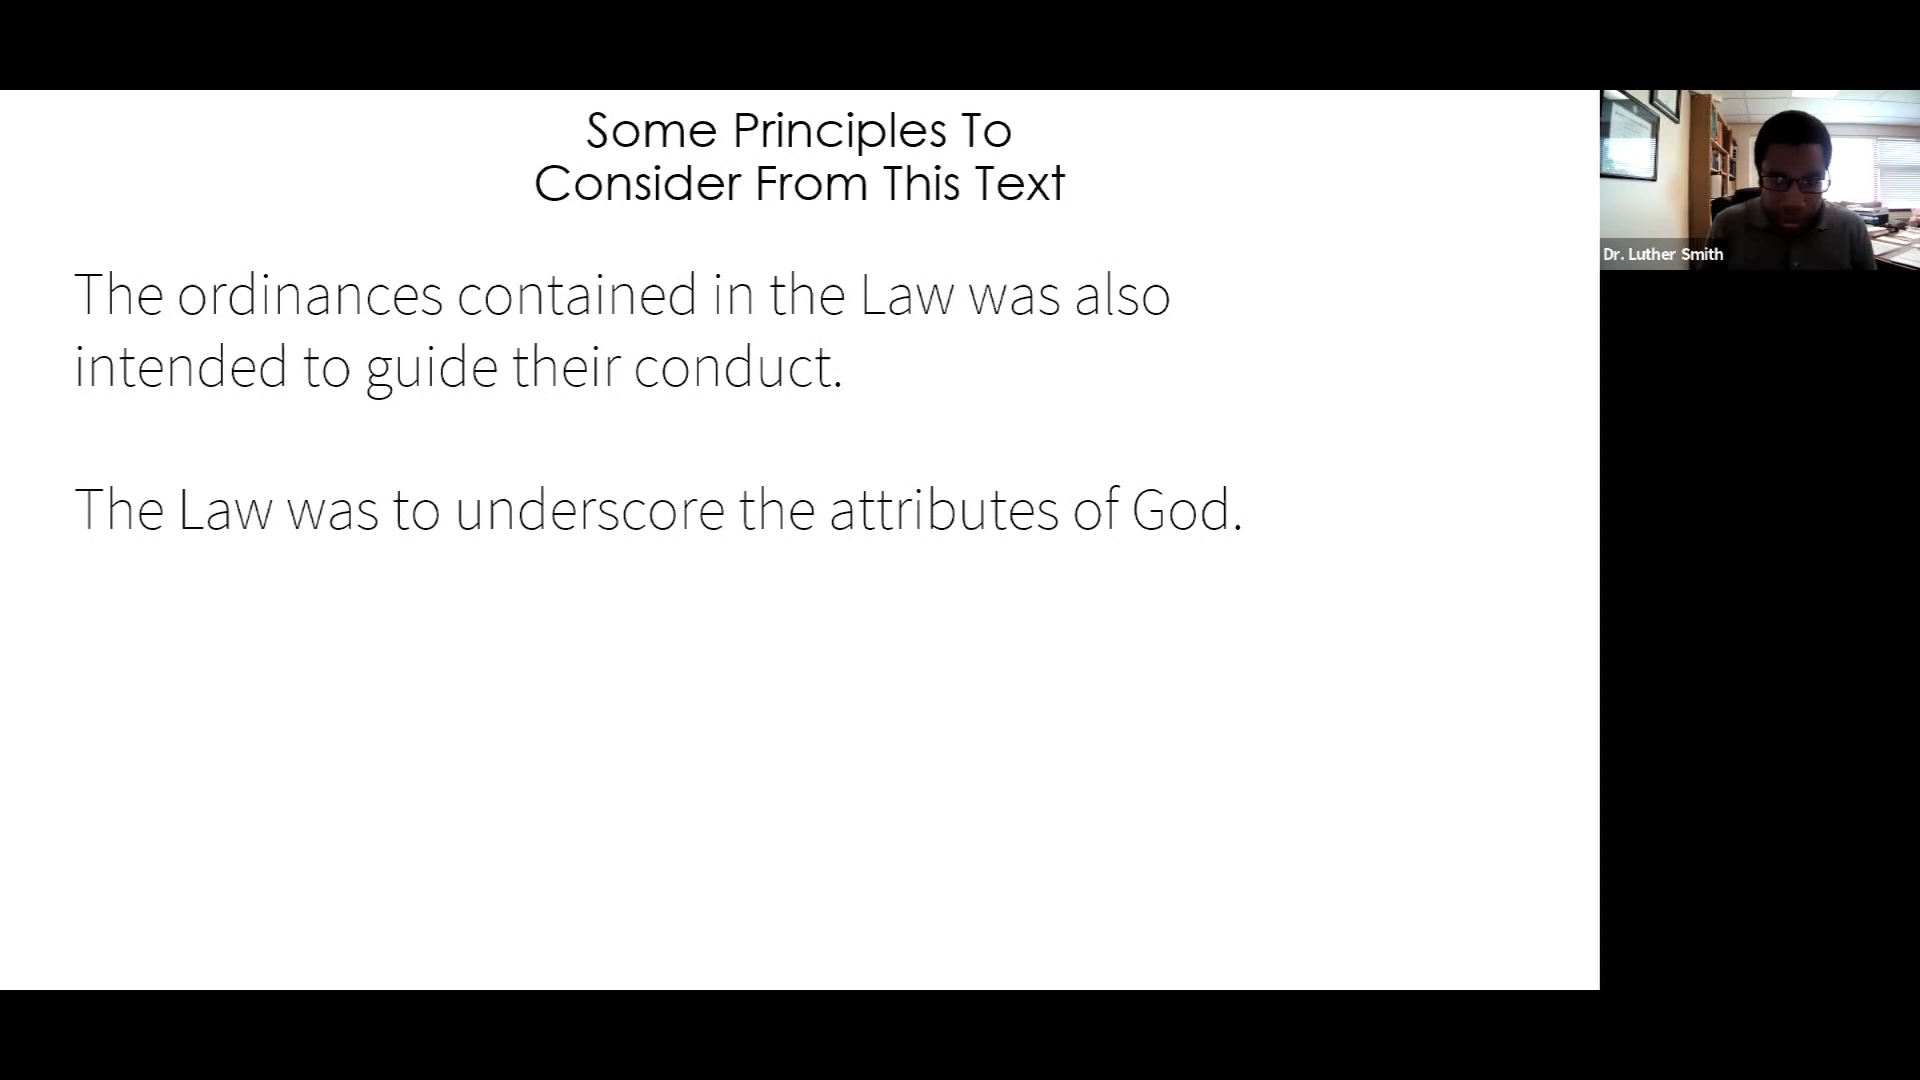 Some Principles To
Consider From This Text
The ordinances contained in the Law was also
intended to guide their conduct.
The Law was to underscore the attributes of God.
Dr. Luther Smith